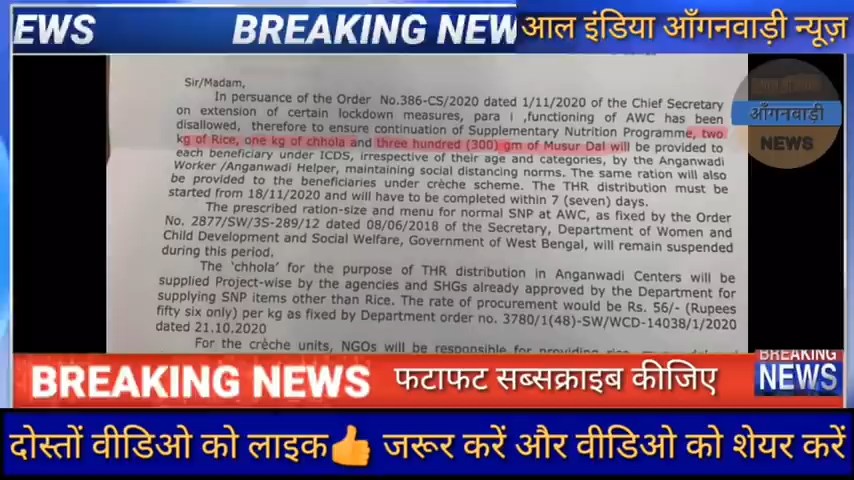 EWS
BREAKING NEW
आल इंडिया आँगनवाड़ी न्यूज़
Sir/Madam,
In persuance of the Order No.386-CS/2020 dated 1/11/2020 of the Chief Secretary
on extension of certain lockdown measures, para i ,functioning of AWC has been
disallowed, therefore to ensure continuation of Supplementary Nutrition Programme, two
kg of Rice, one kg of chhola and three hundred (300) gm of Musur Dal will be provided to
each beneficiary under ICDS, irrespective of their age and categories, by the Anganwadi
Worker /Anganwadi Helper, maintaining social distancing norms. The same ration will also
be provided to the beneficiaries under crèche scheme. The THR distribution must be
started from 18/11/2020 and will have to be completed within 7 (seven) days.
The prescribed ration-size and menu for normal SNP at AWC, as fixed by the Order
No. 2877/SW/3S-289/12 dated 08/06/2018 of the Secretary, Department of Women and
Child Development and Social Welfare, Government of West Bengal, will remain suspended
during this period.
The 'chhola' for the purpose of THR distribution in Anganwadi Centers will be
supplied Project-wise by the agencies and SHGs already approved by the Department for
supplying SNP items other than Rice. The rate of procurement would be Rs. 56/- (Rupees
fifty six only) per kg as fixed by Department order no. 3780/1(48)-SW/WCD-14038/1/2020
dated 21.10.2020
For the crèche units, NGOs will be responsible for providing rice,
आँगनवाड़ी
NEWS
BREAKING NEWS
फटाफट सब्सक्राइब कीजिए
BREAKING
NEWS
दोस्तों वीडिओ को लाइक👍 जरूर करें और वीडिओ को शेयर करें